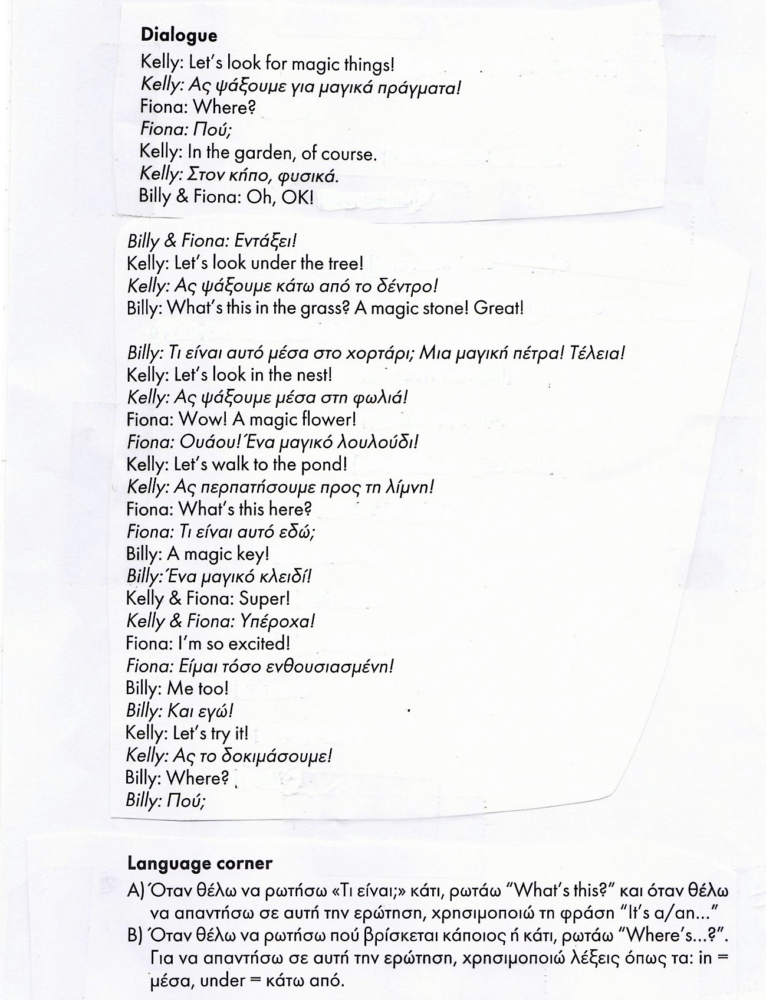 Dialogue
Kelly: Let's look for magic things!
Kelly: Ας ψάξουμε για μαγικά πράγματα!
Fiona: Where?
Fiona: Πού;
Kelly: In the garden, of course.
Kelly: Στον κήπο, φυσικά.
Billy & Fiona: Oh, OK!
Billy & Fiona: Εντάξει!
Kelly: Let's look under the tree!
Kelly: Ας ψάξουμε κάτω από το δέντρο!
Billy: What's this in the grass? A magic stone! Great!
Billy: Τι είναι αυτό μέσα στο χορτάρι; Μια μαγική πέτρα! Τέλεια!
Kelly: Let's look in the nest!
Kelly: Ας ψάξουμε μέσα στη φωλιά!
Fiona: Wow! A magic flower!
Fiona: Ουάου! Ένα μαγικό λουλούδι!
Kelly: Let's walk to the pond!
Kelly: Ας περπατήσουμε προς τη λίμνη!
Fiona: What's this here?
Fiona: Τι είναι αυτό εδώ;
Billy: A magic key!
Billy: Ένα μαγικό κλειδί!
Kelly & Fiona: Super!
Kelly & Fiona: Υπέροχα!
Fiona: I'm so excited!
Fiona: Είμαι τόσο ενθουσιασμένη!
Billy: Me too!
Billy: Και εγώ!
Kelly: Let's try it!
Kelly: Ας το δοκιμάσουμε!
Billy: Where?
Billy: Πού;
Language corner
Α) Όταν θέλω να ρωτήσω «Τι είναι;» κάτι, ρωτάω "What's this?" και όταν θέλω
να απαντήσω σε αυτή την ερώτηση, χρησιμοποιώ τη φράση "It's a/an..."
Β) Όταν θέλω να ρωτήσω πού βρίσκεται κάποιος ή κάτι, ρωτάω "Where's...?".
Για να απαντήσω σε αυτή την ερώτηση, χρησιμοποιώ λέξεις όπως τα: in =
μέσα, under = κάτω από.